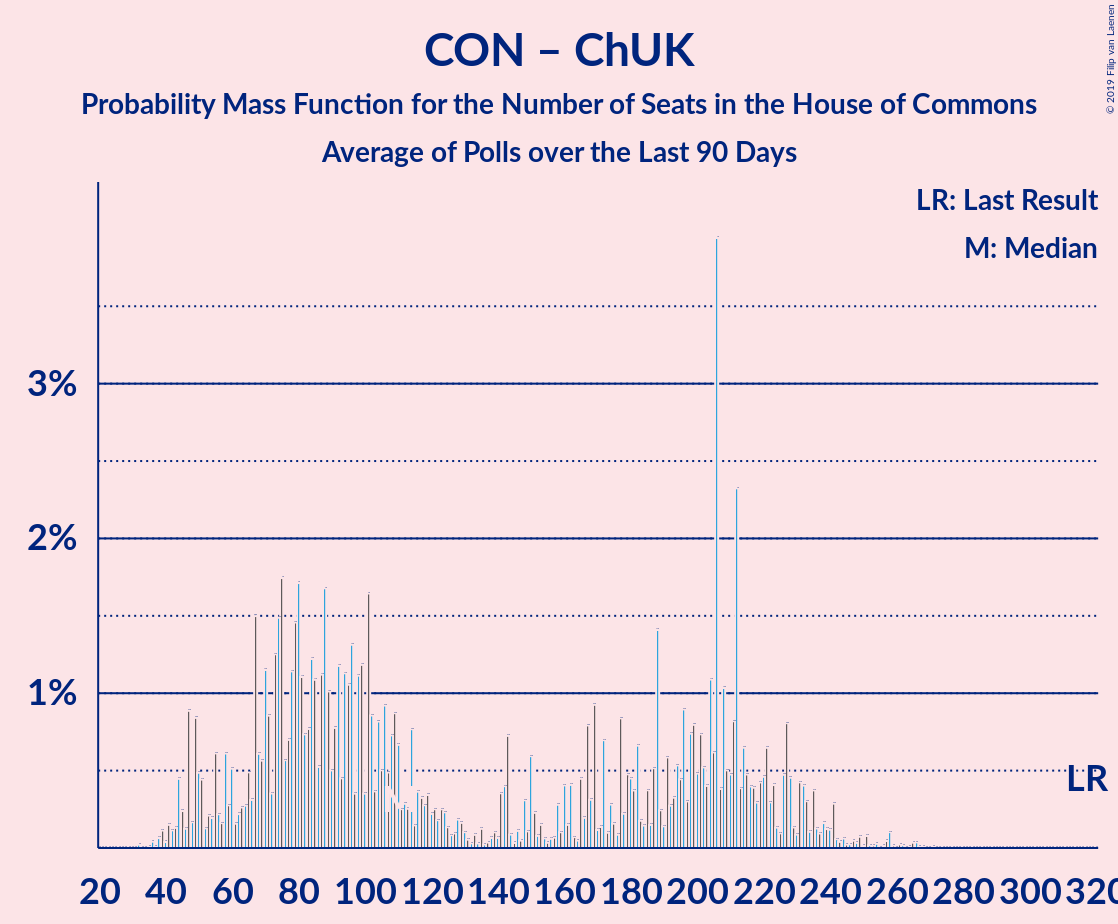 CON – ChUK
Probability Mass Function for the Number of Seats in the House of Commons
Average of Polls over the Last 90 Days
© 2019 Filip van Laenen
LR: Last Result
M: Median
3%
2%
1%
LR
20 40 60 80 100 120 140 160 180 200 220 240 260 280 300 320